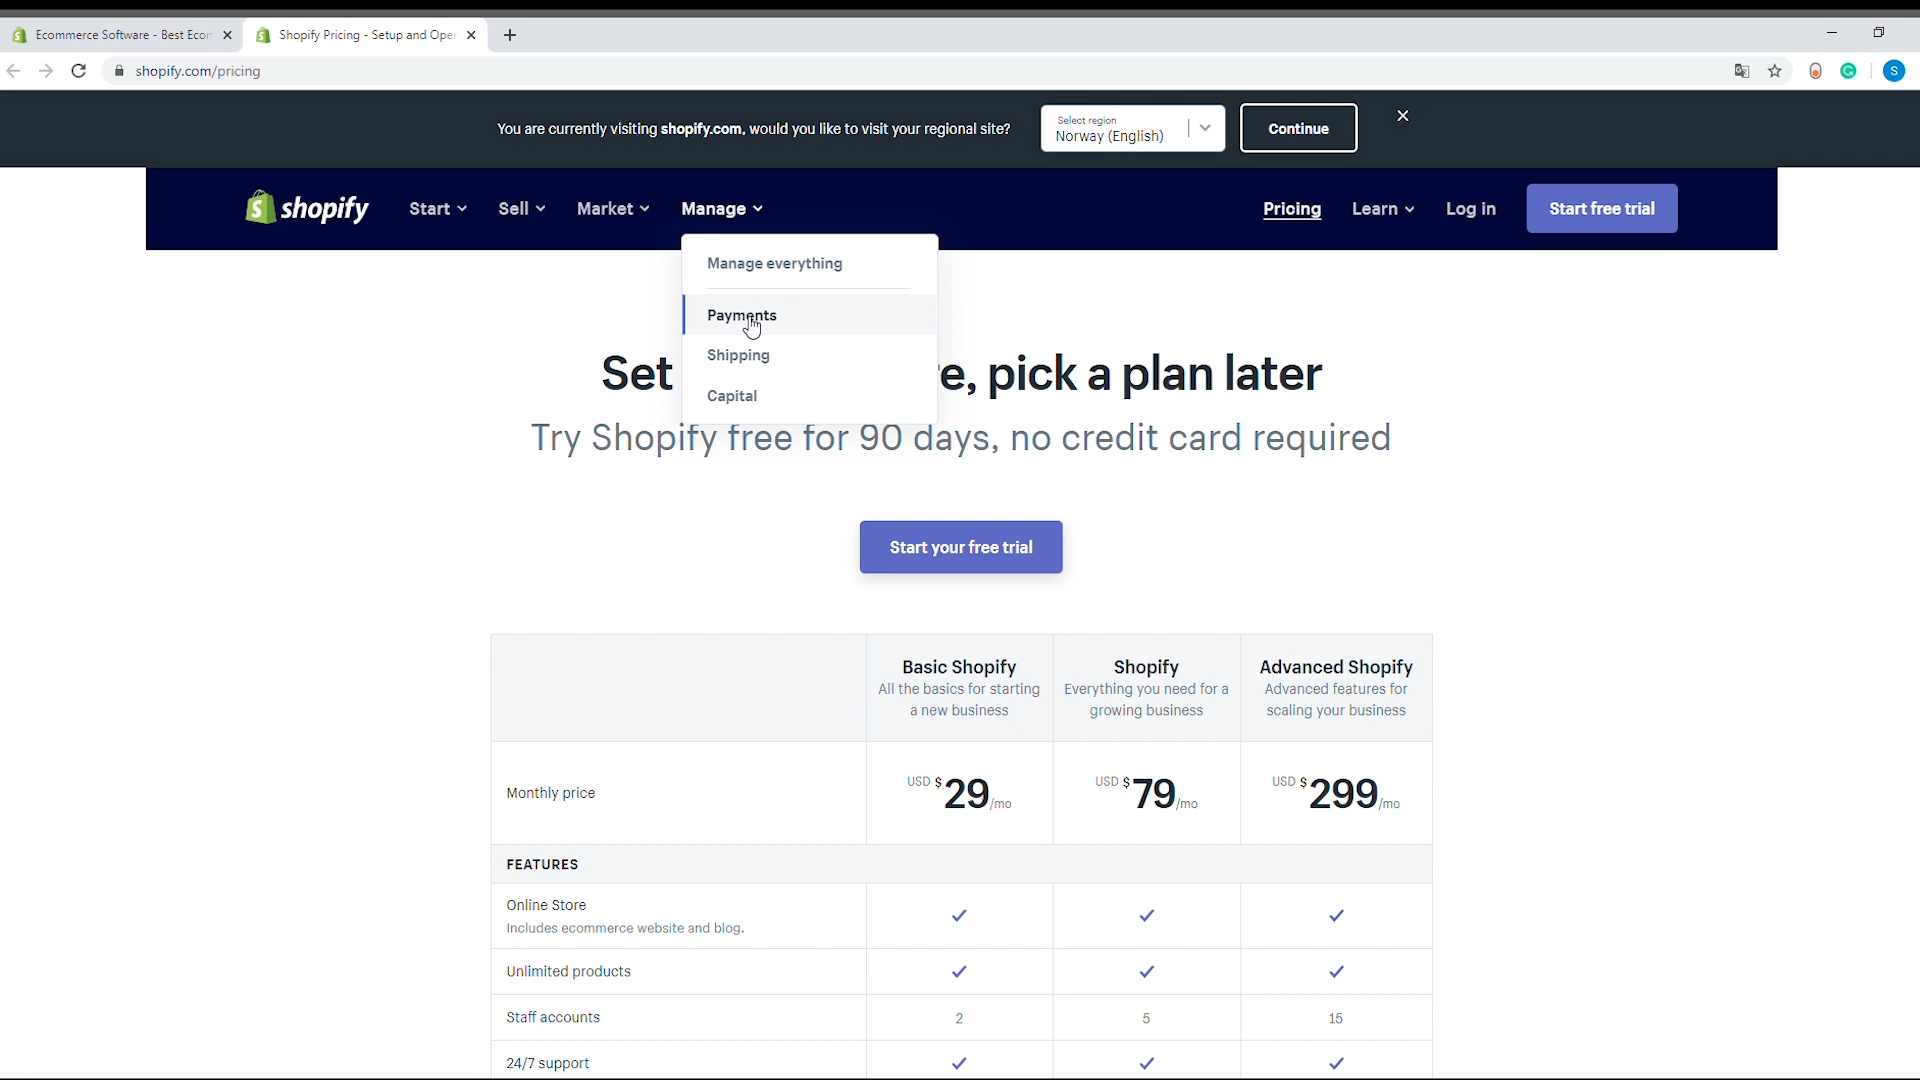 Ecommerce Software - Best Econ
Shopify Pricing - Setup and Oper
shopify.com/pricing
S
You are currently visiting shopify.com, would you like to visit your regional site?
Select region
Norway (English)
Continue
shopify
Start
Sell
Market
Manage
Pricing
Learn
Log in
Start free trial
Manage everything
Payments
Shipping
Capital
Set e, pick a plan later
Try Shopify free for 90 days, no credit card required
Start your free trial
Basic Shopify
All the basics for starting
a new business
Shopify
Everything you need for a
growing business
Advanced Shopify
Advanced features for
scaling your business
Monthly price
USD $ 29 /mo
USD $ 79 /mo
USD $ 299 /mo
FEATURES
Online Store
Includes ecommerce website and blog.
Unlimited products
Staff accounts
2
5
15
24/7 support